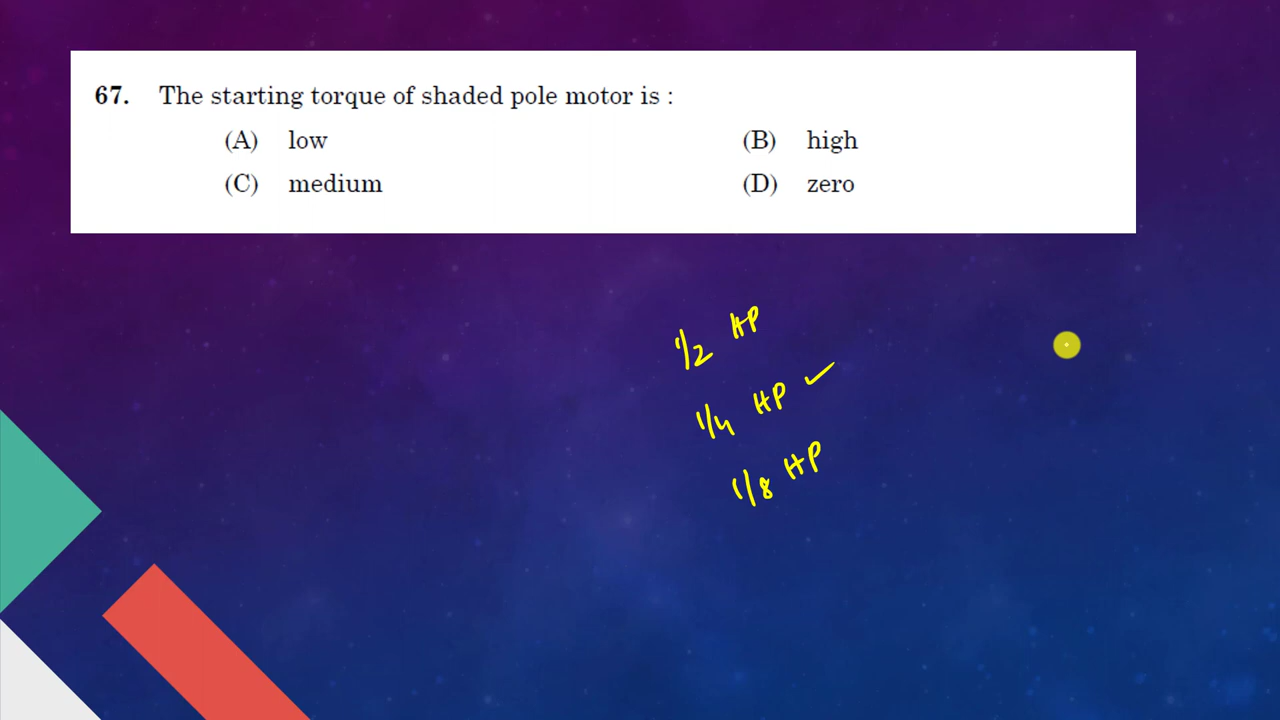 67. The starting torque of shaded pole motor is :
(A) low (B) high
(C) medium (D) zero
1/2 HP
1/4 HP ✓
1/8 HP